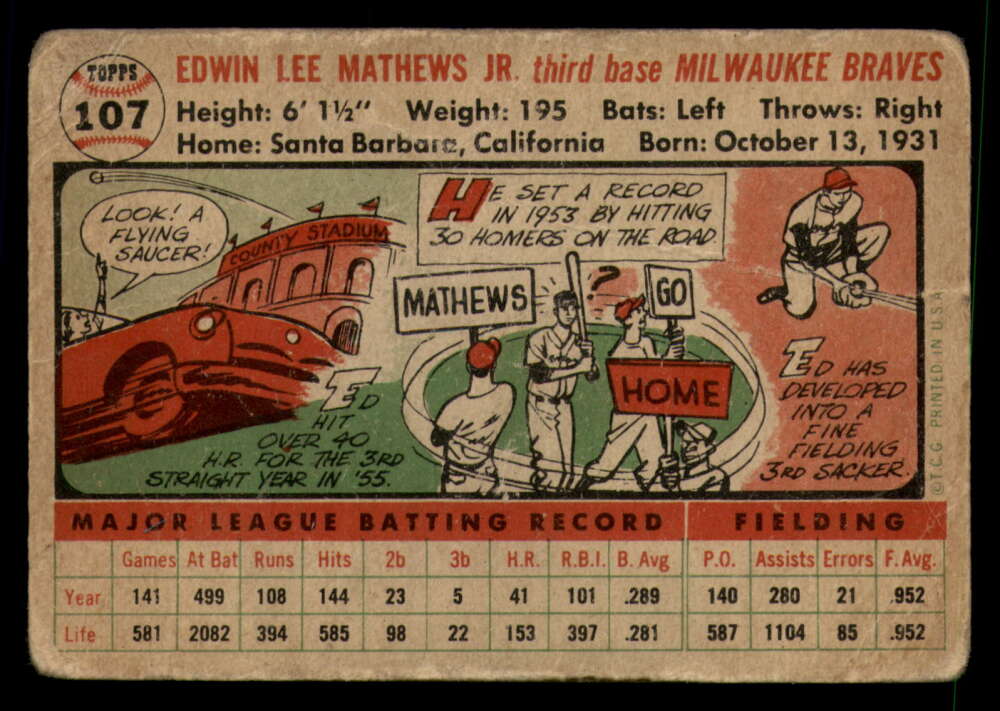 TOPPS
107
EDWIN LEE MATHEWS JR. third base MILWAUKEE BRAVES
Height: 6' 1½" Weight: 195 Bats: Left Throws: Right
Home: Santa Barbara, California Born: October 13, 1931
LOOK! A
FLYING
SAUCER!
COUNTY STADIUM
ED
HIT
OVER 40
H.R. FOR THE 3RD
STRAIGHT YEAR IN '55.
HE SET A RECORD
IN 1953 BY HITTING
30 HOMERS ON THE ROAD.
MATHEWS
?
GO
HOME
ED HAS
DEVELOPED
INTO A
FINE
FIELDING
3RD SACKER.
©T.C.G. PRINTED IN U.S.A.
MAJOR LEAGUE BATTING RECORD FIELDING
Games At Bat Runs Hits 2b 3b H.R. R.B.I. B. Avg P.O. Assists Errors F. Avg.
Year 141 499 108 144 23 5 41 101 .289 140 280 21 .952
Life 581 2082 394 585 98 22 153 397 .281 587 1104 85 .952